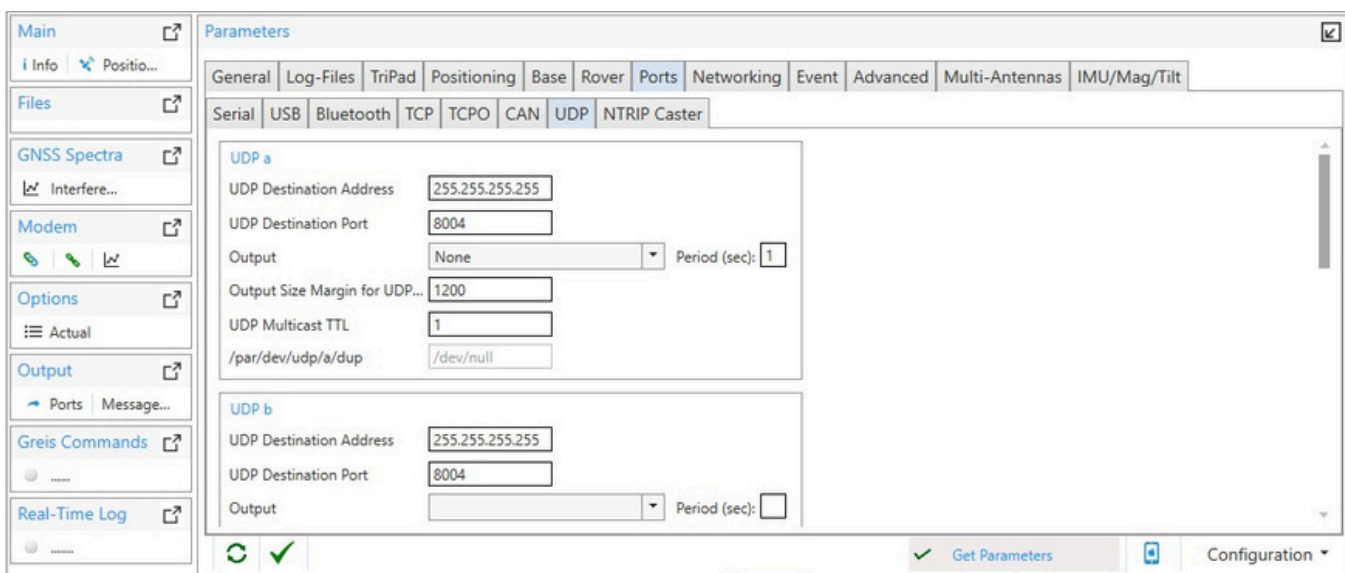 Main
Info Positio...
Files
GNSS Spectra
Interfere...
Modem
Options
Actual
Output
Ports Message...
Greis Commands
......
Real-Time Log
.......
Parameters
General Log-Files TriPad Positioning Base Rover Ports Networking Event Advanced Multi-Antennas IMU/Mag/Tilt
Serial USB Bluetooth TCP TCPO CAN UDP NTRIP Caster
UDP a
UDP Destination Address 255.255.255.255
UDP Destination Port 8004
Output None Period (sec): 1
Output Size Margin for UDP... 1200
UDP Multicast TTL 1
/par/dev/udp/a/dup /dev/null
UDP b
UDP Destination Address 255.255.255.255
UDP Destination Port 8004
Output Period (sec):
Get Parameters Configuration